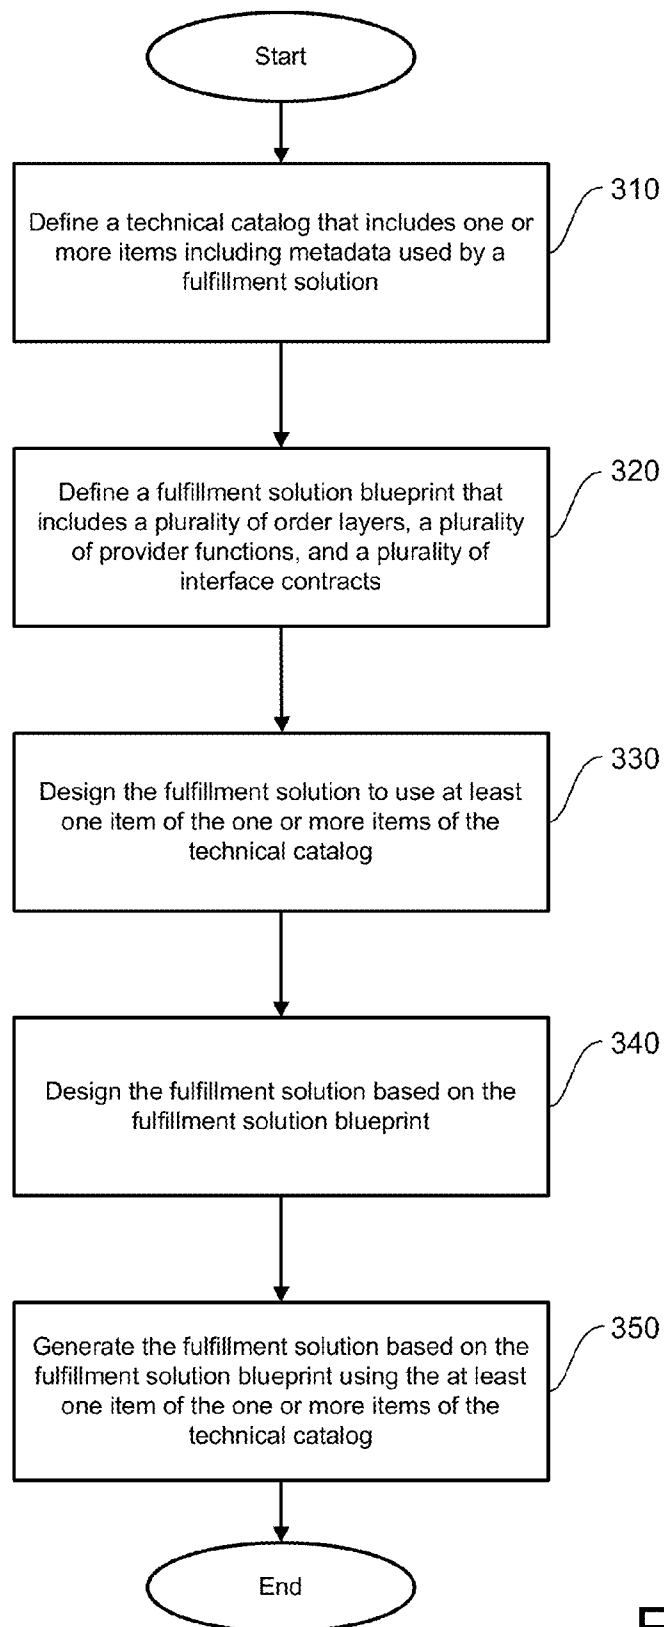 Start
310
Define a technical catalog that includes one or
more items including metadata used by a
fulfillment solution
320
Define a fulfillment solution blueprint that
includes a plurality of order layers, a plurality
of provider functions, and a plurality of
interface contracts
330
Design the fulfillment solution to use at least
one item of the one or more items of the
technical catalog
340
Design the fulfillment solution based on the
fulfillment solution blueprint
350
Generate the fulfillment solution based on the
fulfillment solution blueprint using the at least
one item of the one or more items of the
technical catalog
End